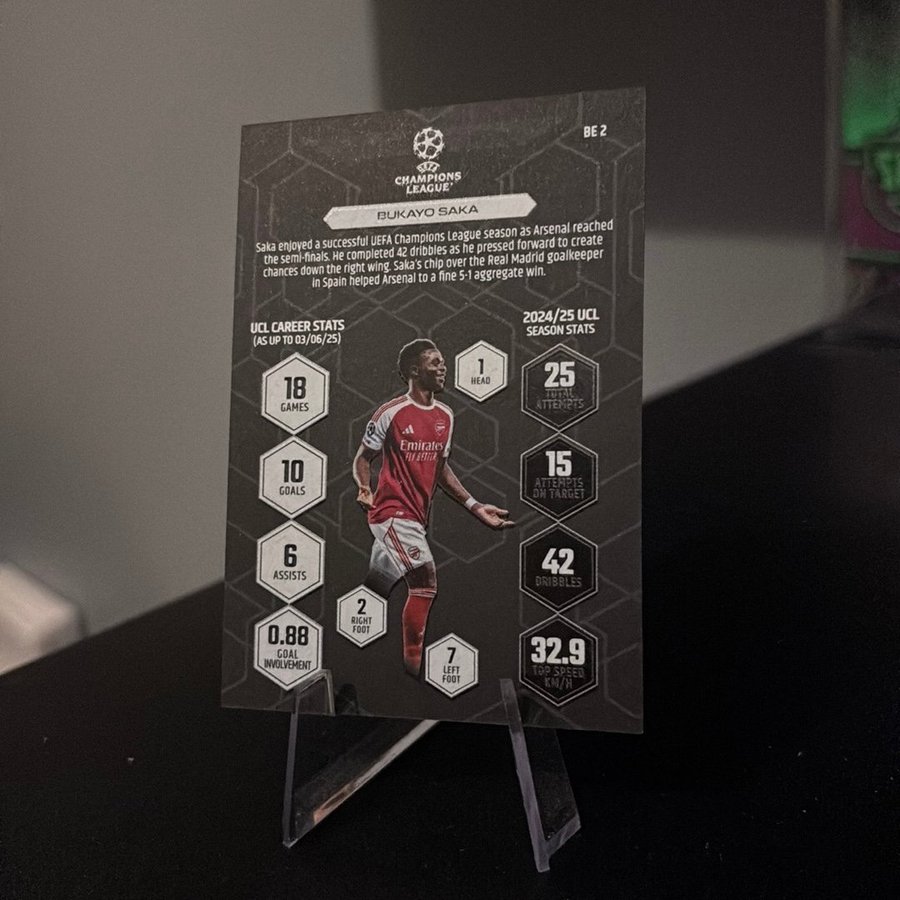 BE 2
UEFA
CHAMPIONS
LEAGUE
BUKAYO SAKA
Saka enjoyed a successful UEFA Champions League season as Arsenal reached
the semi-finals. He completed 42 dribbles as he pressed forward to create
chances down the right wing. Saka's chip over the Real Madrid goalkeeper
in Spain helped Arsenal to a fine 5-1 aggregate win.
UCL CAREER STATS
(AS UP TO 03/06/25)
18
GAMES
10
GOALS
6
ASSISTS
0.88
GOAL
INVOLVEMENT
1
HEAD
Emirates
FLY BETTER
2
RIGHT
FOOT
7
LEFT
FOOT
2024/25 UCL
SEASON STATS
25
TOTAL
ATTEMPTS
15
ATTEMPTS
ON TARGET
42
DRIBBLES
32.9
TOP SPEED
KM/H